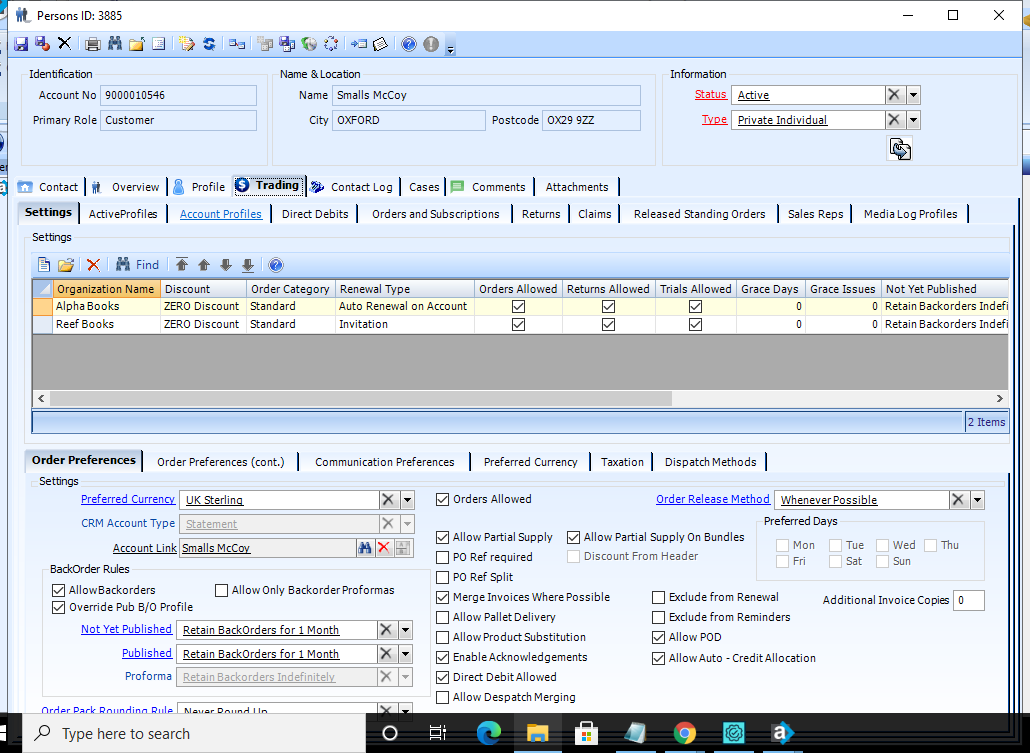 Persons ID: 3885
Identification
Account No 9000010546
Primary Role Customer
Name & Location
Name Smalls McCoy
City OXFORD Postcode OX29 9ZZ
Information
Status Active
Type Private Individual
Contact Overview Profile Trading Contact Log Cases Comments Attachments
Settings ActiveProfiles Account Profiles Direct Debits Orders and Subscriptions Returns Claims Released Standing Orders Sales Reps Media Log Profiles
Settings
Find
Organization Name Discount Order Category Renewal Type Orders Allowed Returns Allowed Trials Allowed Grace Days Grace Issues Not Yet Published
Alpha Books ZERO Discount Standard Auto Renewal on Account 0 0 Retain Backorders Indefi
Reef Books ZERO Discount Standard Invitation 0 0 Retain Backorders Indefi
2 Items
Order Preferences Order Preferences (cont.) Communication Preferences Preferred Currency Taxation Dispatch Methods
Settings
Preferred Currency UK Sterling
CRM Account Type Statement
Account Link Smalls McCoy
BackOrder Rules
AllowBackorders Allow Only Backorder Proformas
Override Pub B/O Profile
Not Yet Published Retain BackOrders for 1 Month
Published Retain BackOrders for 1 Month
Proforma Retain Backorders Indefinitely
Order Pack Rounding Rule Never Round Up
Orders Allowed
Allow Partial Supply Allow Partial Supply On Bundles
PO Ref required Discount From Header
PO Ref Split
Merge Invoices Where Possible Exclude from Renewal
Allow Pallet Delivery Exclude from Reminders
Allow Product Substitution Allow POD
Enable Acknowledgements Allow Auto - Credit Allocation
Direct Debit Allowed
Allow Despatch Merging
Order Release Method Whenever Possible
Preferred Days
Mon Tue Wed Thu
Fri Sat Sun
Additional Invoice Copies 0
Type here to search